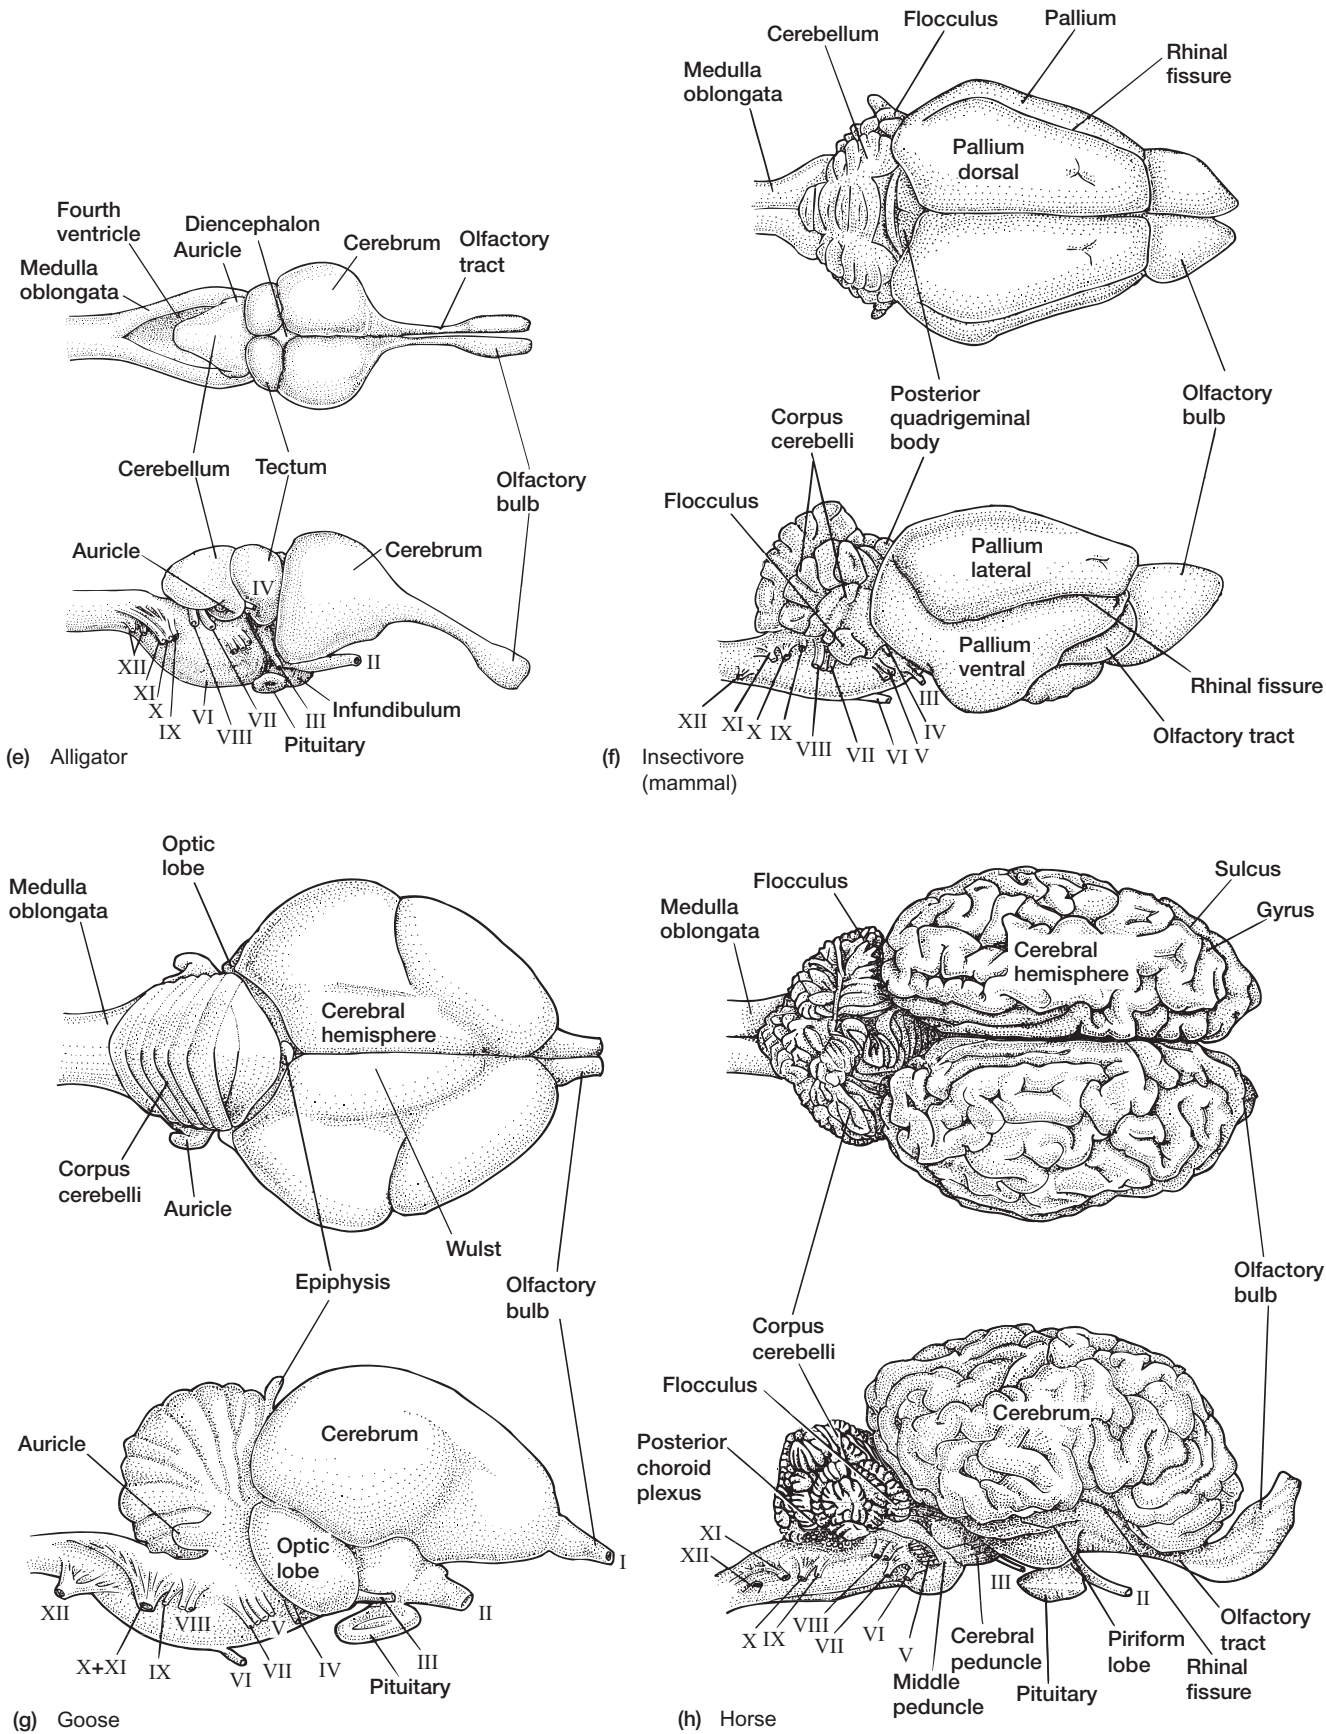 Fourth
ventricle
Medulla
oblongata
Diencephalon
Auricle
Cerebrum
Olfactory
tract
Cerebellum
Tectum
Olfactory
bulb
Auricle
IV
Cerebrum
XII
XI
X
IX
VI
VIII
VII
III
II
Infundibulum
Pituitary
(e) Alligator
Medulla
oblongata
Cerebellum
Flocculus
Pallium
Rhinal
fissure
Pallium
dorsal
Corpus
cerebelli
Posterior
quadrigeminal
body
Olfactory
bulb
Flocculus
Pallium
lateral
Pallium
ventral
Rhinal fissure
Olfactory tract
XII
XI
X
IX
VIII
VII
VI
V
IV
III
(f) Insectivore
(mammal)
Optic
lobe
Medulla
oblongata
Cerebral
hemisphere
Corpus
cerebelli
Auricle
Wulst
Epiphysis
Olfactory
bulb
Auricle
Cerebrum
Optic
lobe
I
II
XII
X+XI
IX
VIII
VI
VII
V
IV
III
Pituitary
(g) Goose
Flocculus
Medulla
oblongata
Sulcus
Gyrus
Cerebral
hemisphere
Olfactory
bulb
Corpus
cerebelli
Flocculus
Posterior
choroid
plexus
Cerebrum
XI
XII
X
IX
VIII
VII
VI
V
Middle
peduncle
Cerebral
peduncle
III
Pituitary
II
Piriform
lobe
Olfactory
tract
Rhinal
fissure
(h) Horse